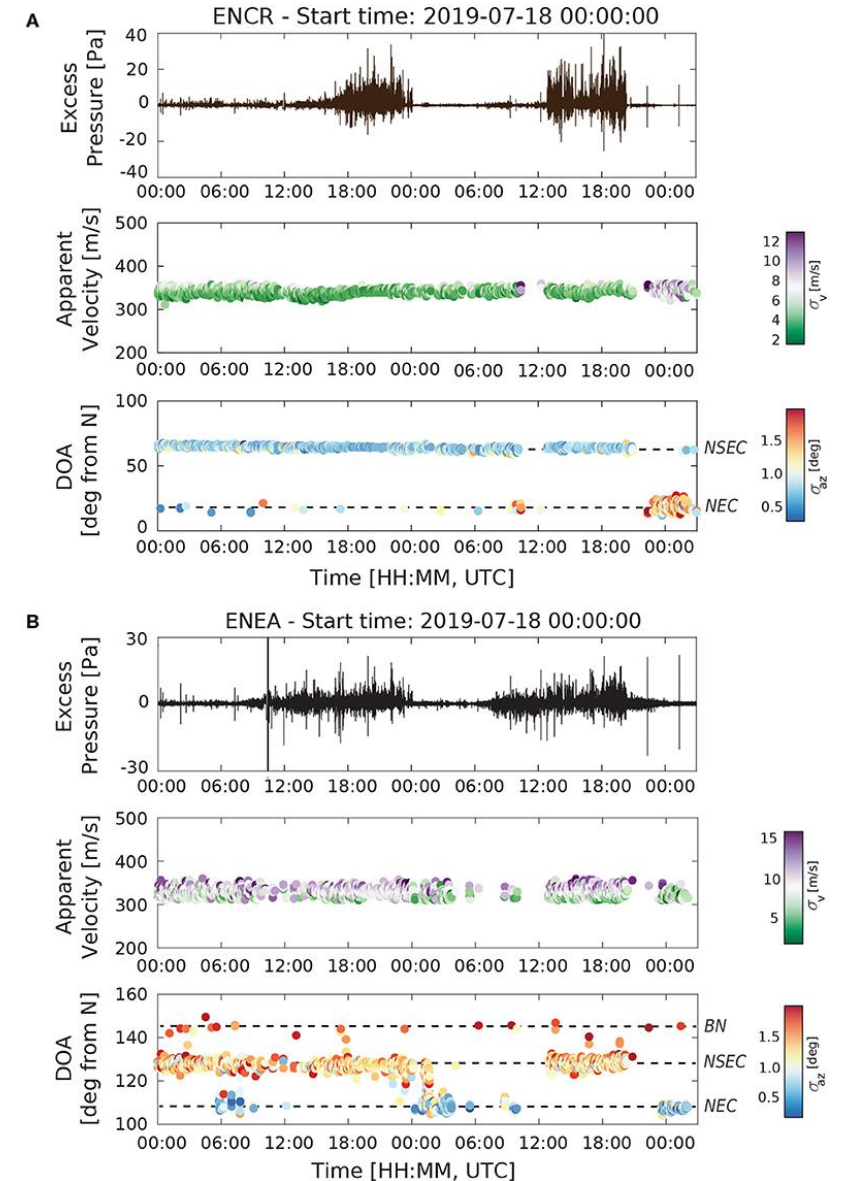 A
ENCR - Start time: 2019-07-18 00:00:00
Excess
Pressure [Pa]
40
20
0
-20
-40
00:00 06:00 12:00 18:00 00:00 06:00 12:00 18:00 00:00
Apparent
Velocity [m/s]
500
400
300
200
00:00 06:00 12:00 18:00 00:00 06:00 12:00 18:00 00:00
12
10
8
6
4
2
σv [m/s]
DOA
[deg from N]
100
50
0
NSEC
NEC
00:00 06:00 12:00 18:00 00:00 06:00 12:00 18:00 00:00
1.5
1.0
0.5
σaz [deg]
Time [HH:MM, UTC]
B
ENEA - Start time: 2019-07-18 00:00:00
Excess
Pressure [Pa]
30
0
-30
00:00 06:00 12:00 18:00 00:00 06:00 12:00 18:00 00:00
Apparent
Velocity [m/s]
500
400
300
200
00:00 06:00 12:00 18:00 00:00 06:00 12:00 18:00 00:00
15
10
5
σv [m/s]
DOA
[deg from N]
160
140
120
100
BN
NSEC
NEC
00:00 06:00 12:00 18:00 00:00 06:00 12:00 18:00 00:00
1.5
1.0
0.5
σaz [deg]
Time [HH:MM, UTC]